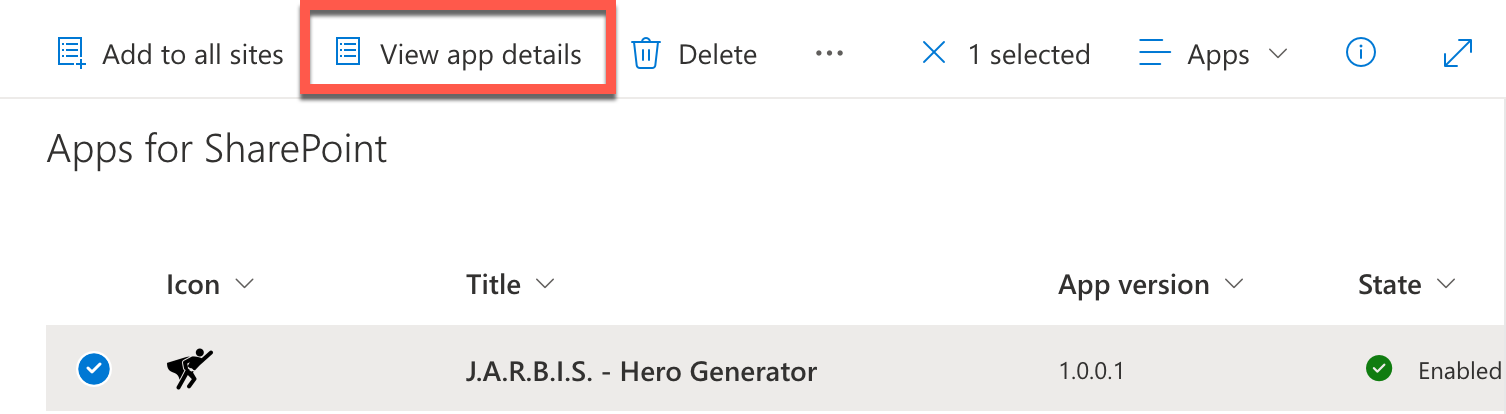 Add to all sites View app details Delete ... 1 selected Apps
Apps for SharePoint
Icon Title App version State
J.A.R.B.I.S. - Hero Generator 1.0.0.1 Enabled